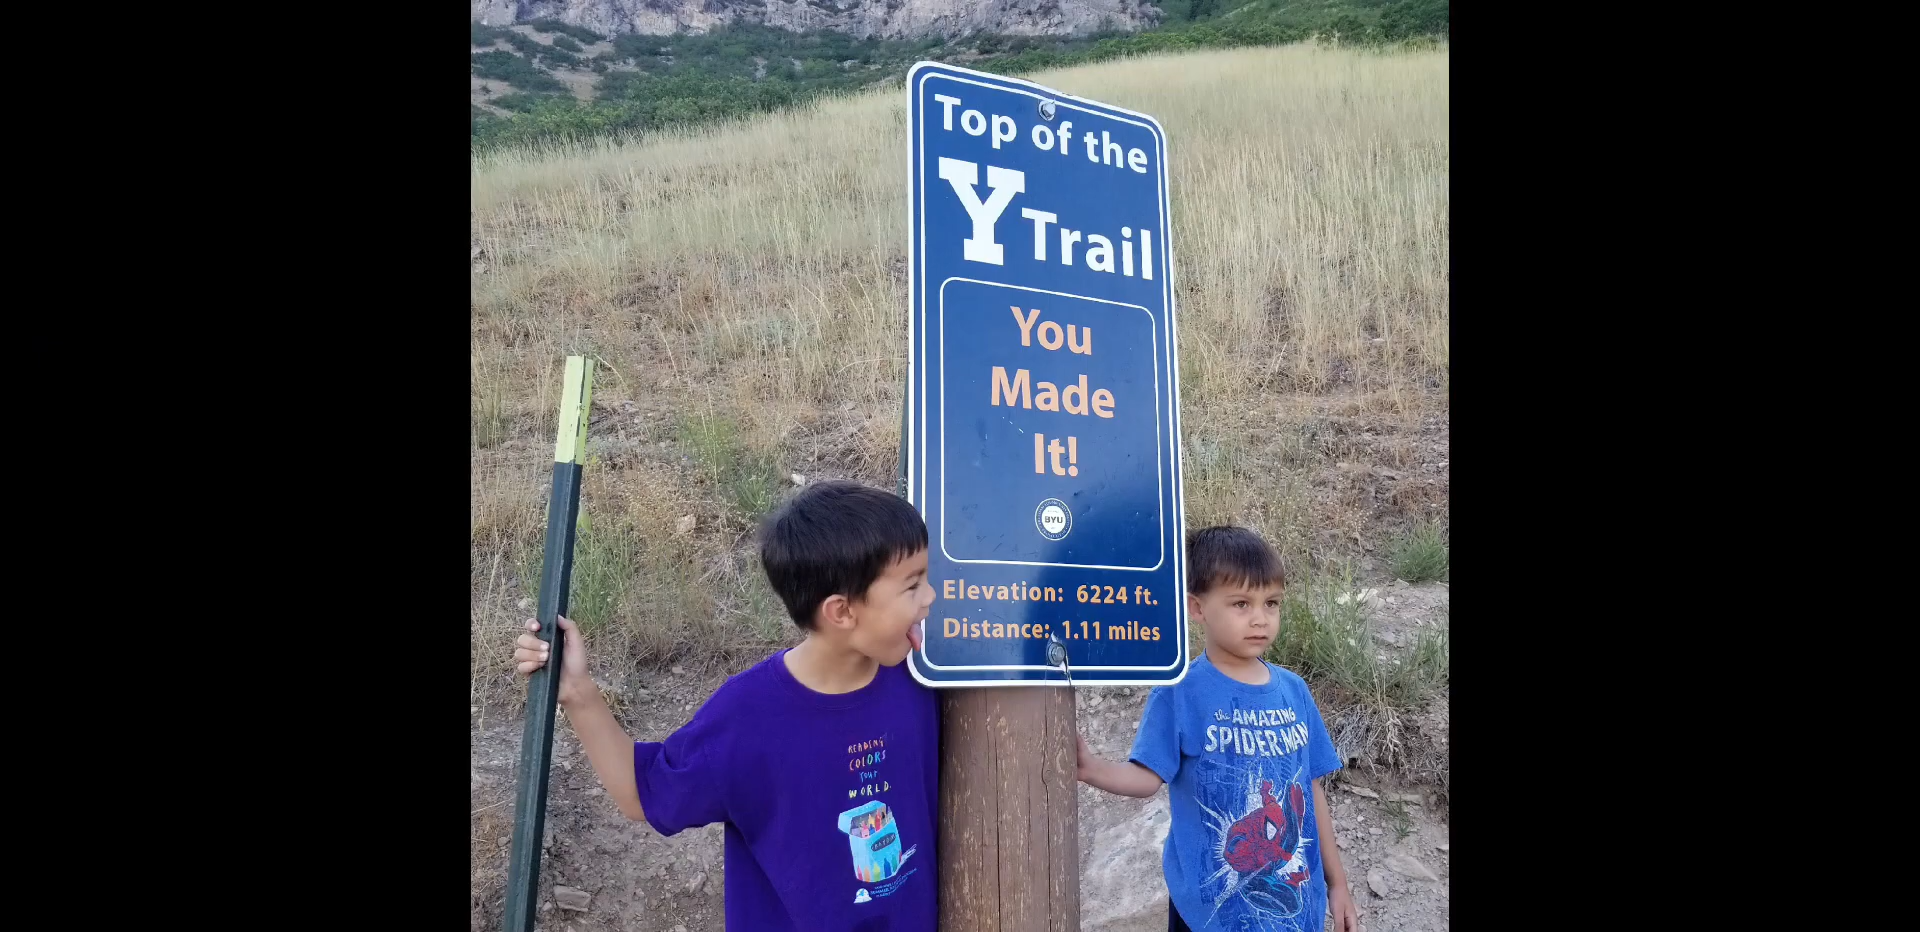 Top of the
Y Trail
You
Made
It!
BYU
Elevation: 6224 ft.
Distance: 1.11 miles
READING
COLORS
YOUR
WORLD.
the AMAZING
SPIDER-MAN